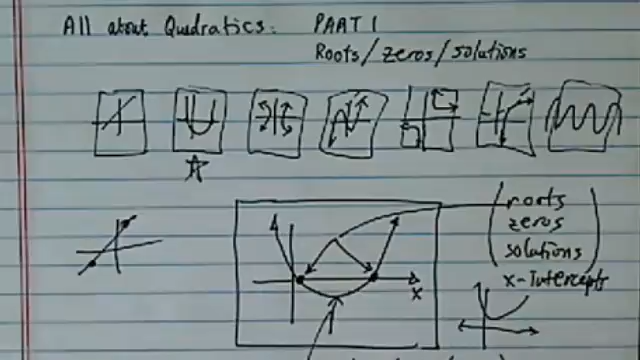 All about Quadratics: PART 1
Roots/zeros/solutions
roots
zeros
solutions
x-intercepts
x